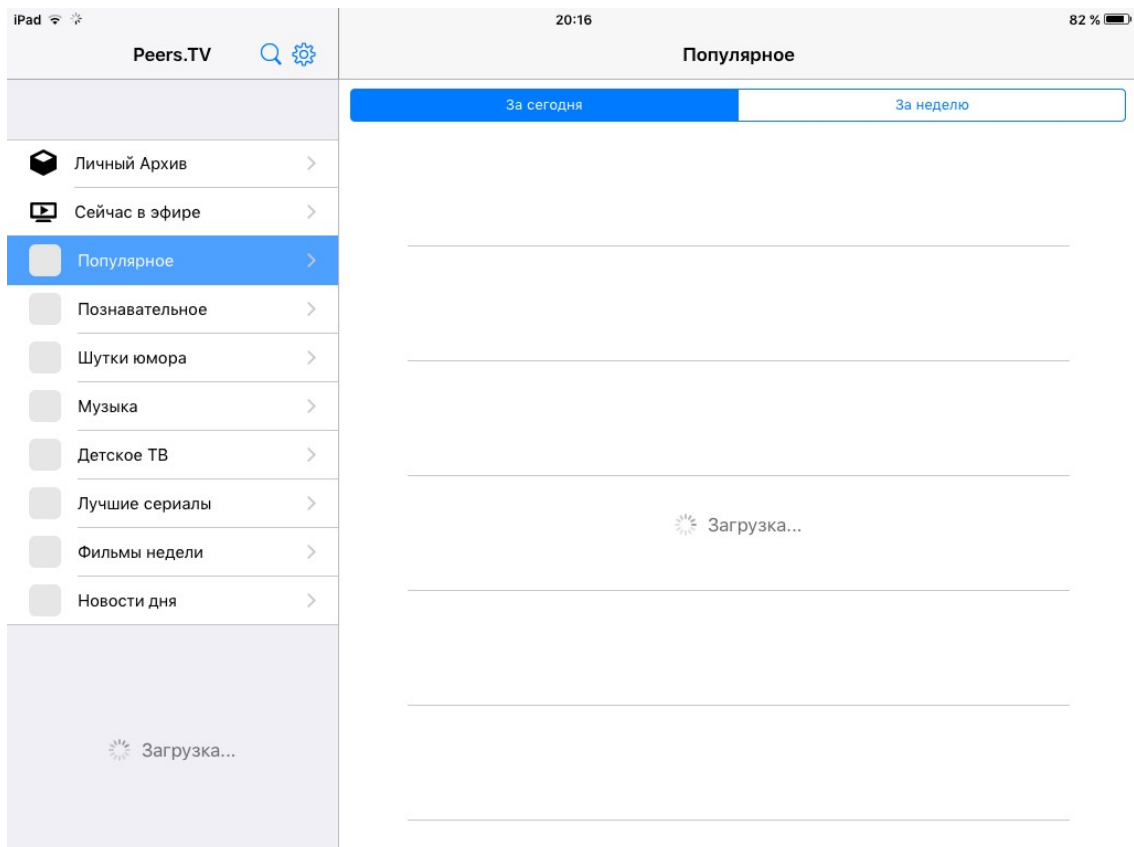 iPad 20:16 82 %
Peers.TV
Популярное
За сегодня За неделю
Личный Архив
Сейчас в эфире
Популярное
Познавательное
Шутки юмора
Музыка
Детское ТВ
Лучшие сериалы
Фильмы недели
Новости дня
Загрузка...
Загрузка...